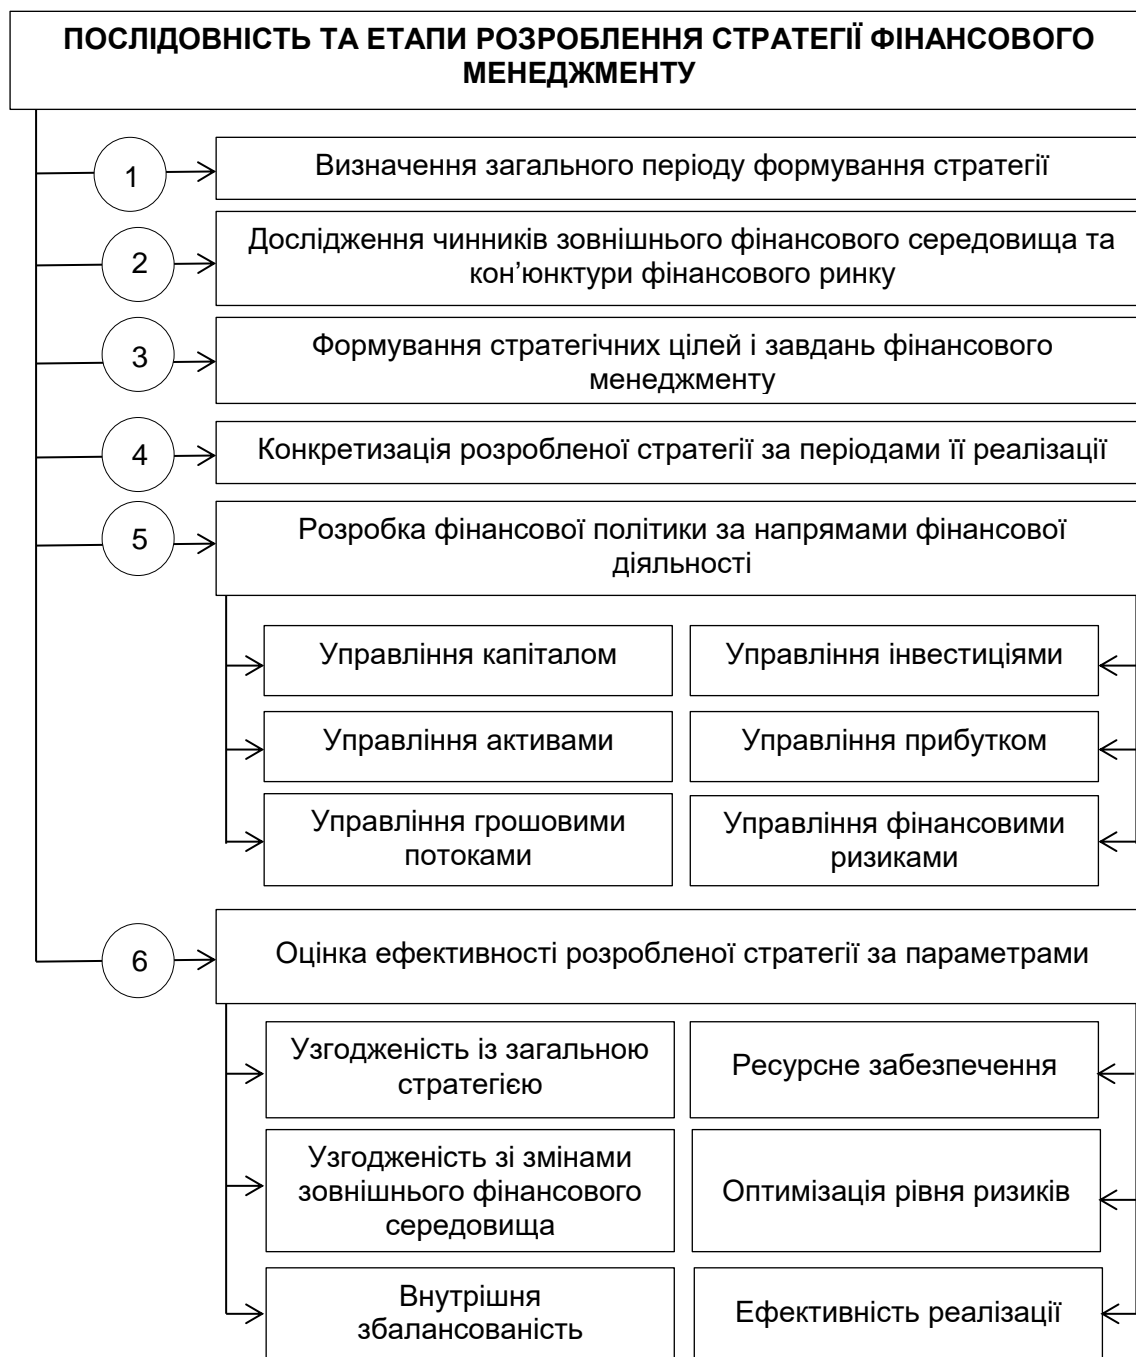 ПОСЛІДОВНІСТЬ ТА ЕТАПИ РОЗРОБЛЕННЯ СТРАТЕГІЇ ФІНАНСОВОГО
МЕНЕДЖМЕНТУ
1
Визначення загального періоду формування стратегії
2
Дослідження чинників зовнішнього фінансового середовища та
кон’юнктури фінансового ринку
3
Формування стратегічних цілей і завдань фінансового
менеджменту
4
Конкретизація розробленої стратегії за періодами її реалізації
5
Розробка фінансової політики за напрямами фінансової
діяльності
Управління капіталом
Управління інвестиціями
Управління активами
Управління прибутком
Управління грошовими
потоками
Управління фінансовими
ризиками
6
Оцінка ефективності розробленої стратегії за параметрами
Узгодженість із загальною
стратегією
Ресурсне забезпечення
Узгодженість зі змінами
зовнішнього фінансового
середовища
Оптимізація рівня ризиків
Внутрішня
збалансованість
Ефективність реалізації